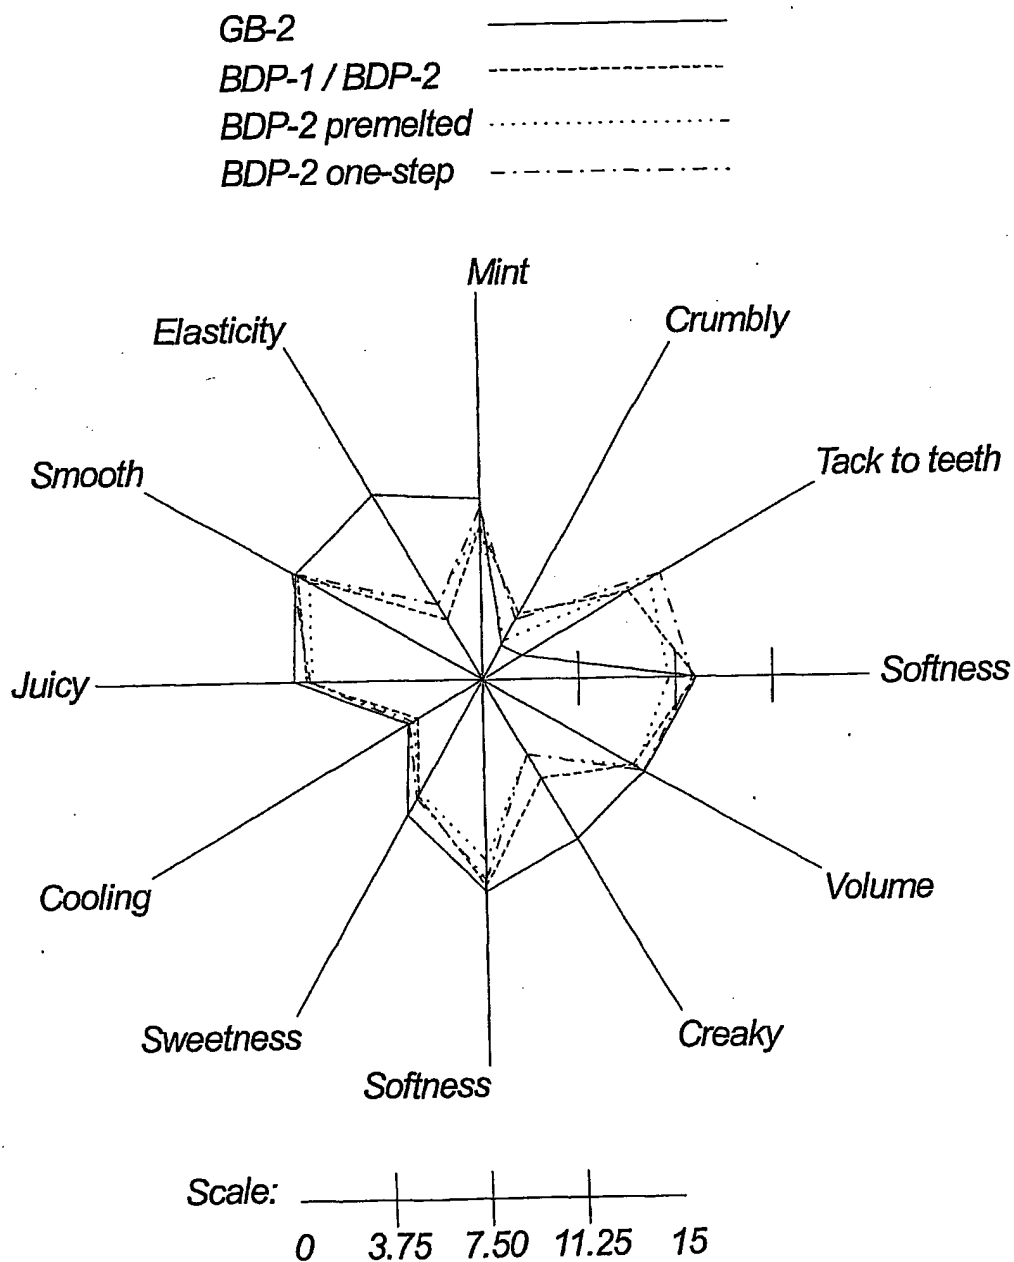 GB-2
BDP-1 / BDP-2
BDP-2 premelted
BDP-2 one-step
Mint
Crumbly
Elasticity
Tack to teeth
Smooth
Softness
Juicy
Volume
Cooling
Creaky
Sweetness
Softness
Scale:
0 3.75 7.50 11.25 15